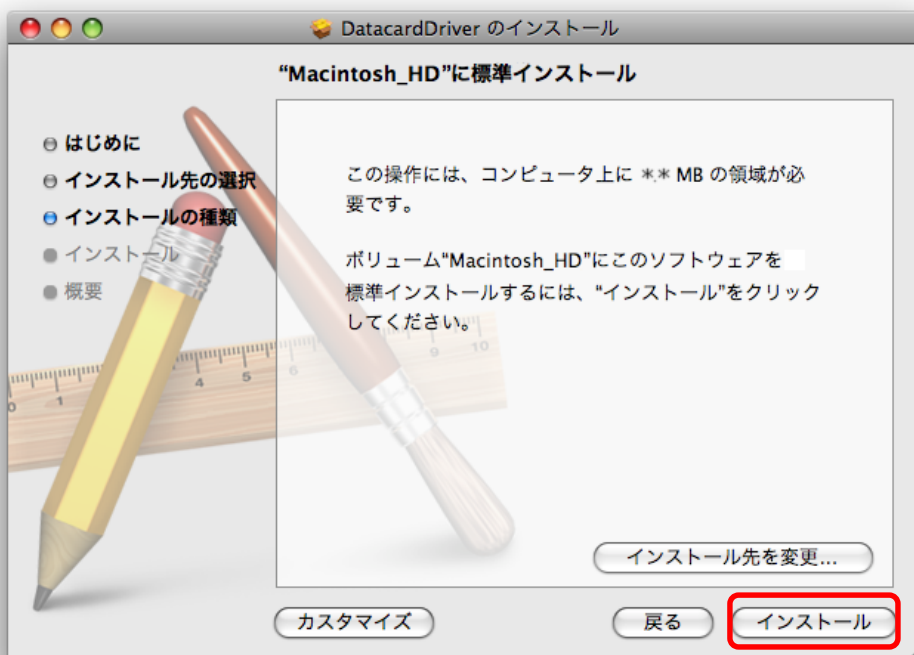 DatacardDriver のインストール
“Macintosh_HD”に標準インストール
はじめに
インストール先の選択
インストールの種類
インストール
概要
この操作には、コンピュータ上に *.* MB の領域が必
要です。
ボリューム“Macintosh_HD”にこのソフトウェアを
標準インストールするには、“インストール”をクリック
してください。
0 1 4 5 6 9 10
インストール先を変更...
カスタマイズ
戻る
インストール